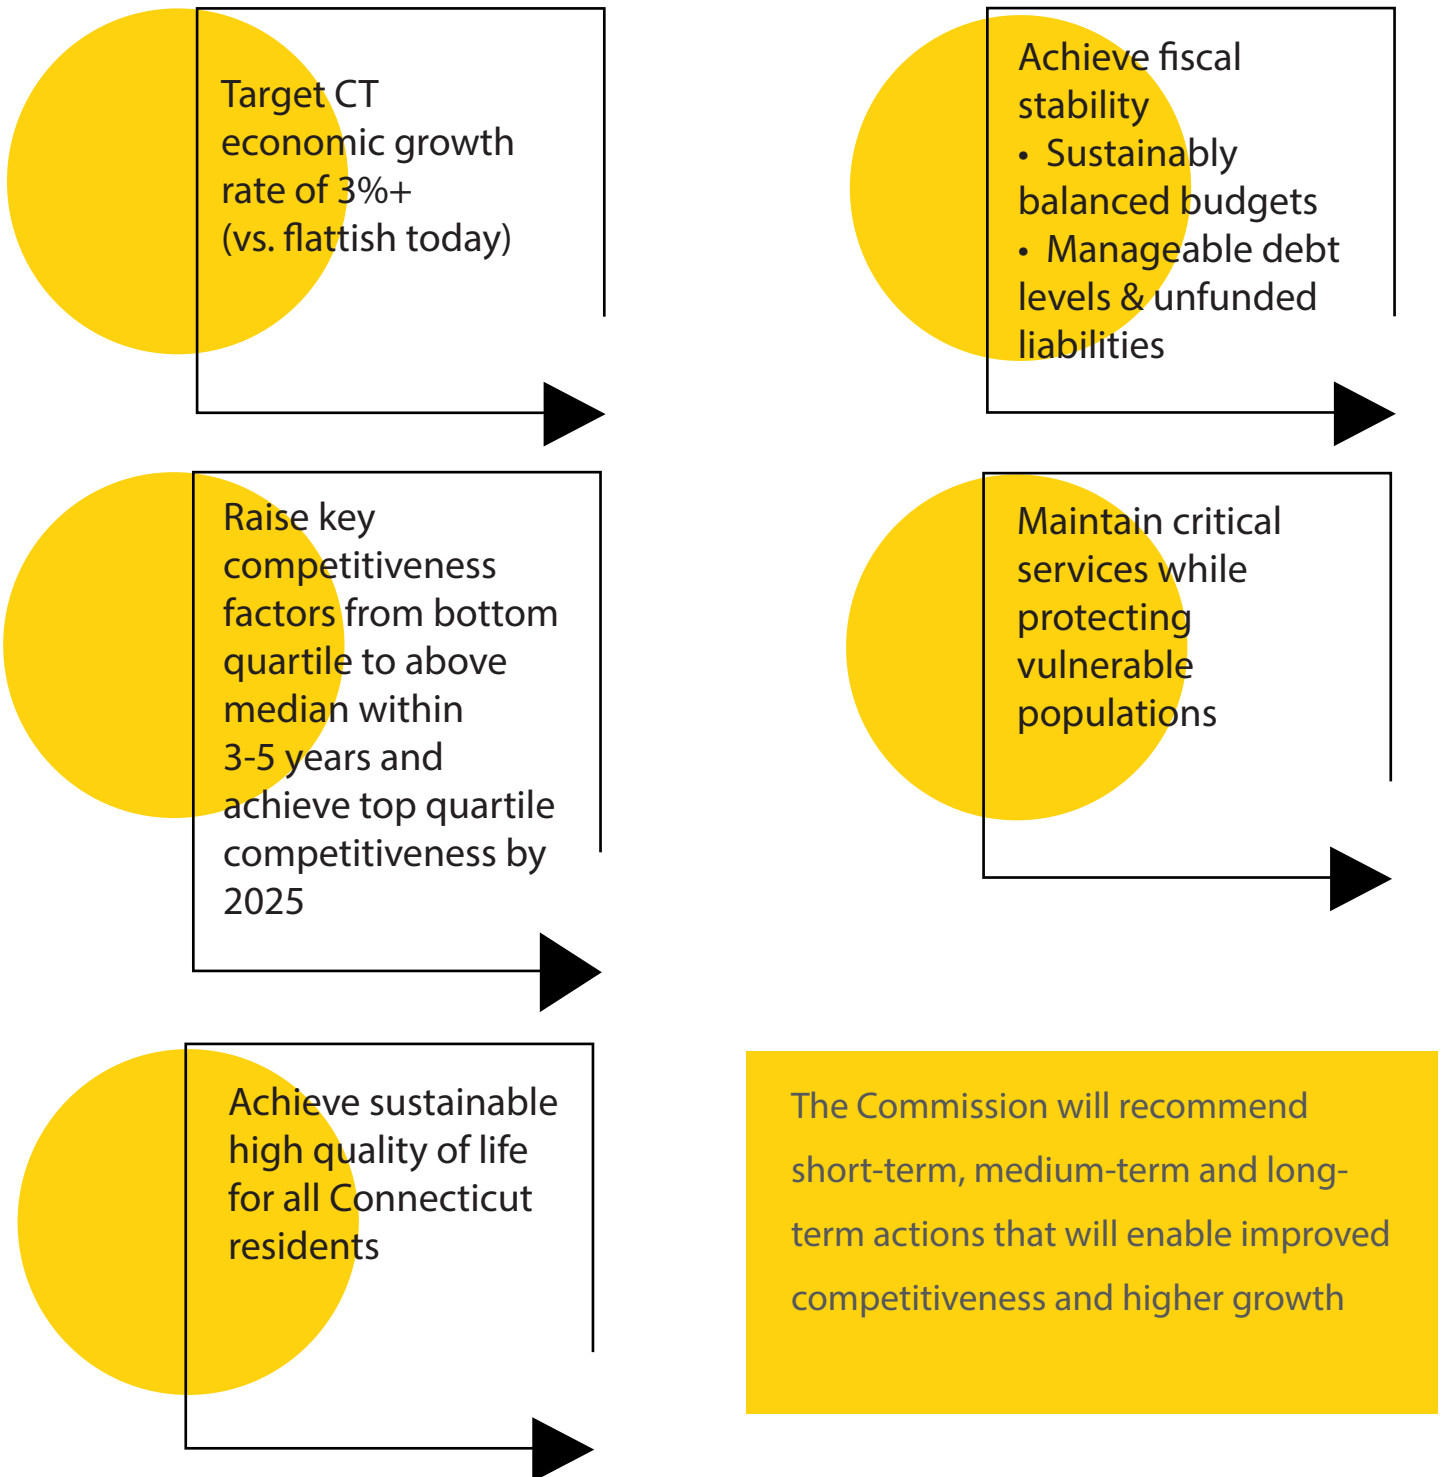 Target CT
economic growth
rate of 3%+
(vs. flattish today)
Achieve fiscal
stability
• Sustainably
balanced budgets
• Manageable debt
levels & unfunded
liabilities
Raise key
competitiveness
factors from bottom
quartile to above
median within
3-5 years and
achieve top quartile
competitiveness by
2025
Maintain critical
services while
protecting
vulnerable
populations
Achieve sustainable
high quality of life
for all Connecticut
residents
The Commission will recommend
short-term, medium-term and long-
term actions that will enable improved
competitiveness and higher growth